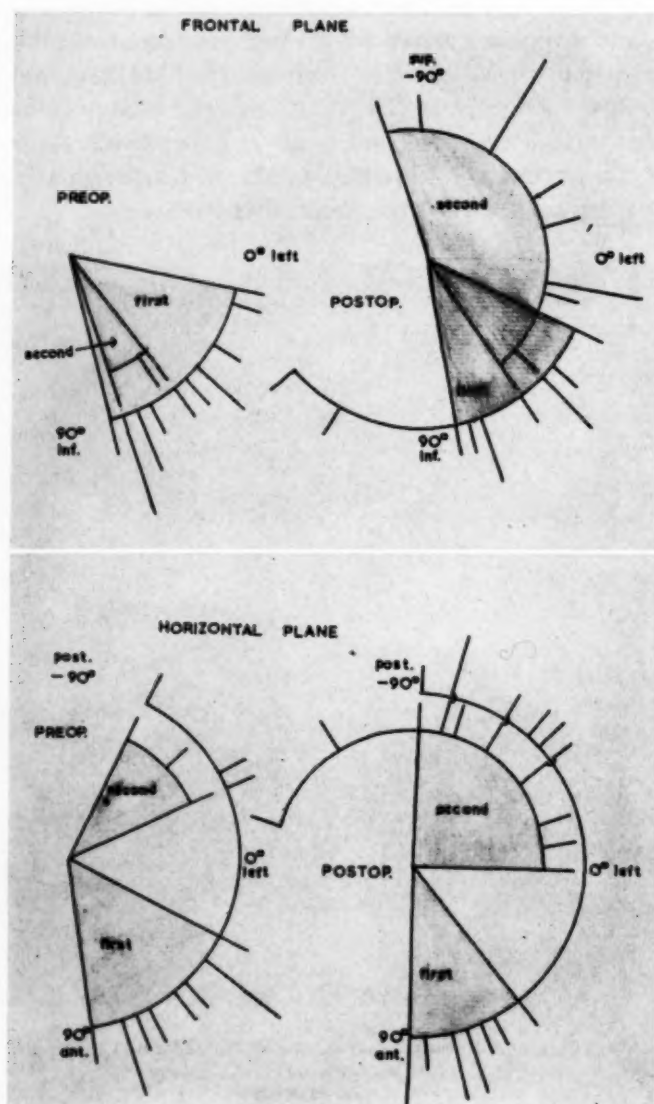 FRONTAL PLANE
sup.
-90°
PREOP.
second
0° left
0° left
first
POSTOP.
second
first
90°
inf.
90°
inf.
HORIZONTAL PLANE
post.
-90°
post.
-90°
PREOP.
second
second
0°
left
POSTOP.
0° left
first
first
90°
ant.
90°
ant.